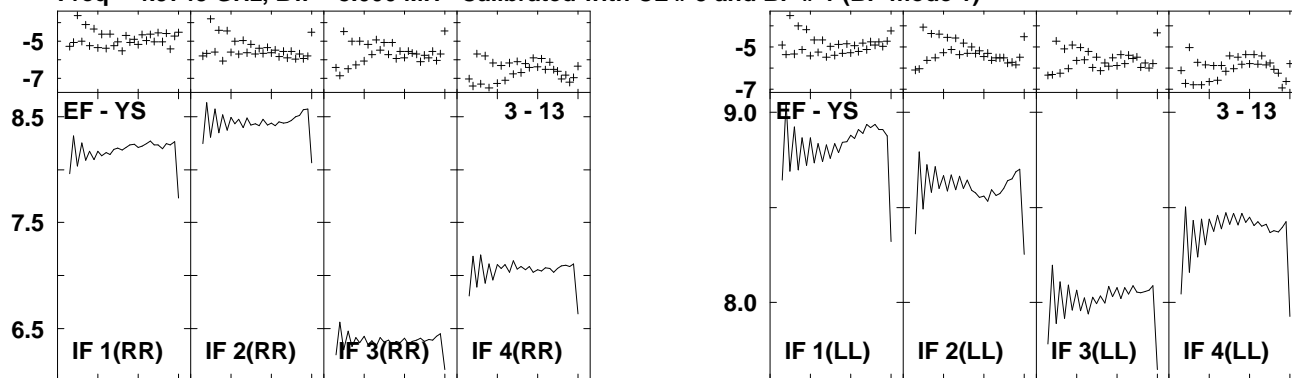 -5
-7
8.5
7.5
6.5
EF - YS
3 - 13
IF 1(RR)
IF 2(RR)
IF 3(RR)
IF 4(RR)
-5
-7
9.0
8.0
EF - YS
3 - 13
IF 1(LL)
IF 2(LL)
IF 3(LL)
IF 4(LL)